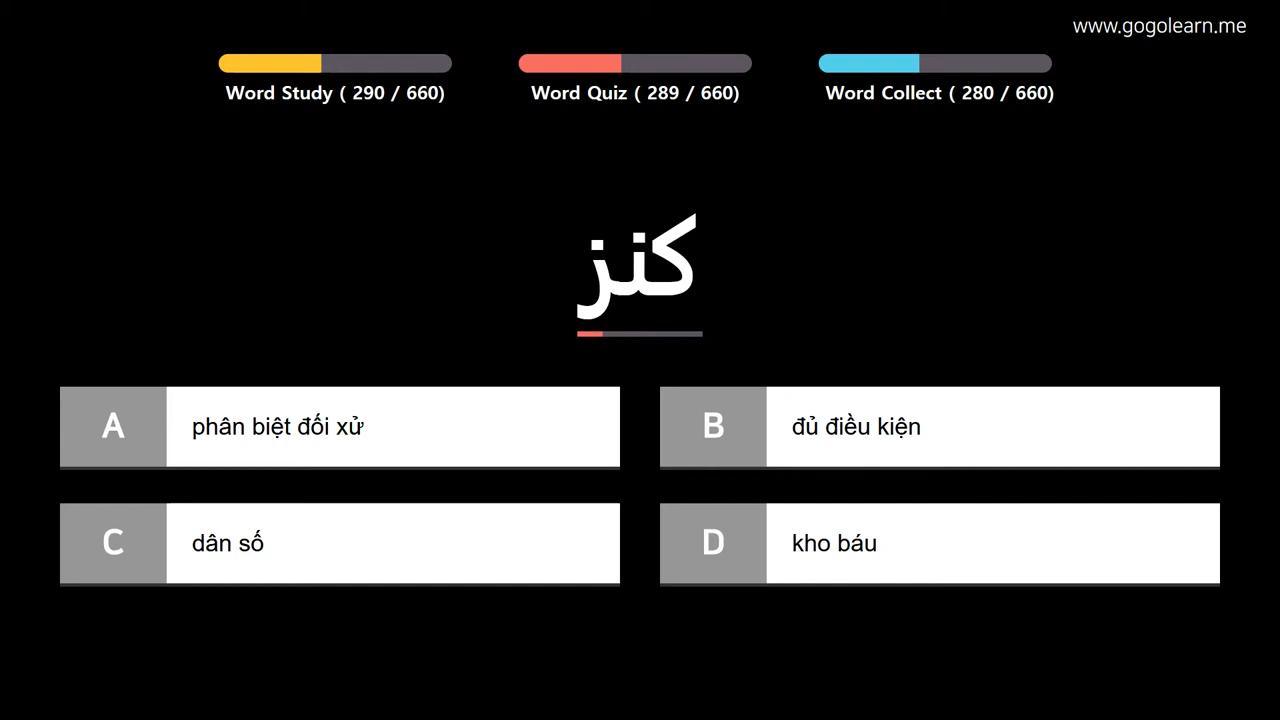 www.gogolearn.me
Word Study ( 290 / 660)
Word Quiz ( 289 / 660)
Word Collect ( 280 / 660)
كنز
A phân biệt đối xử
B đủ điều kiện
C dân số
D kho báu